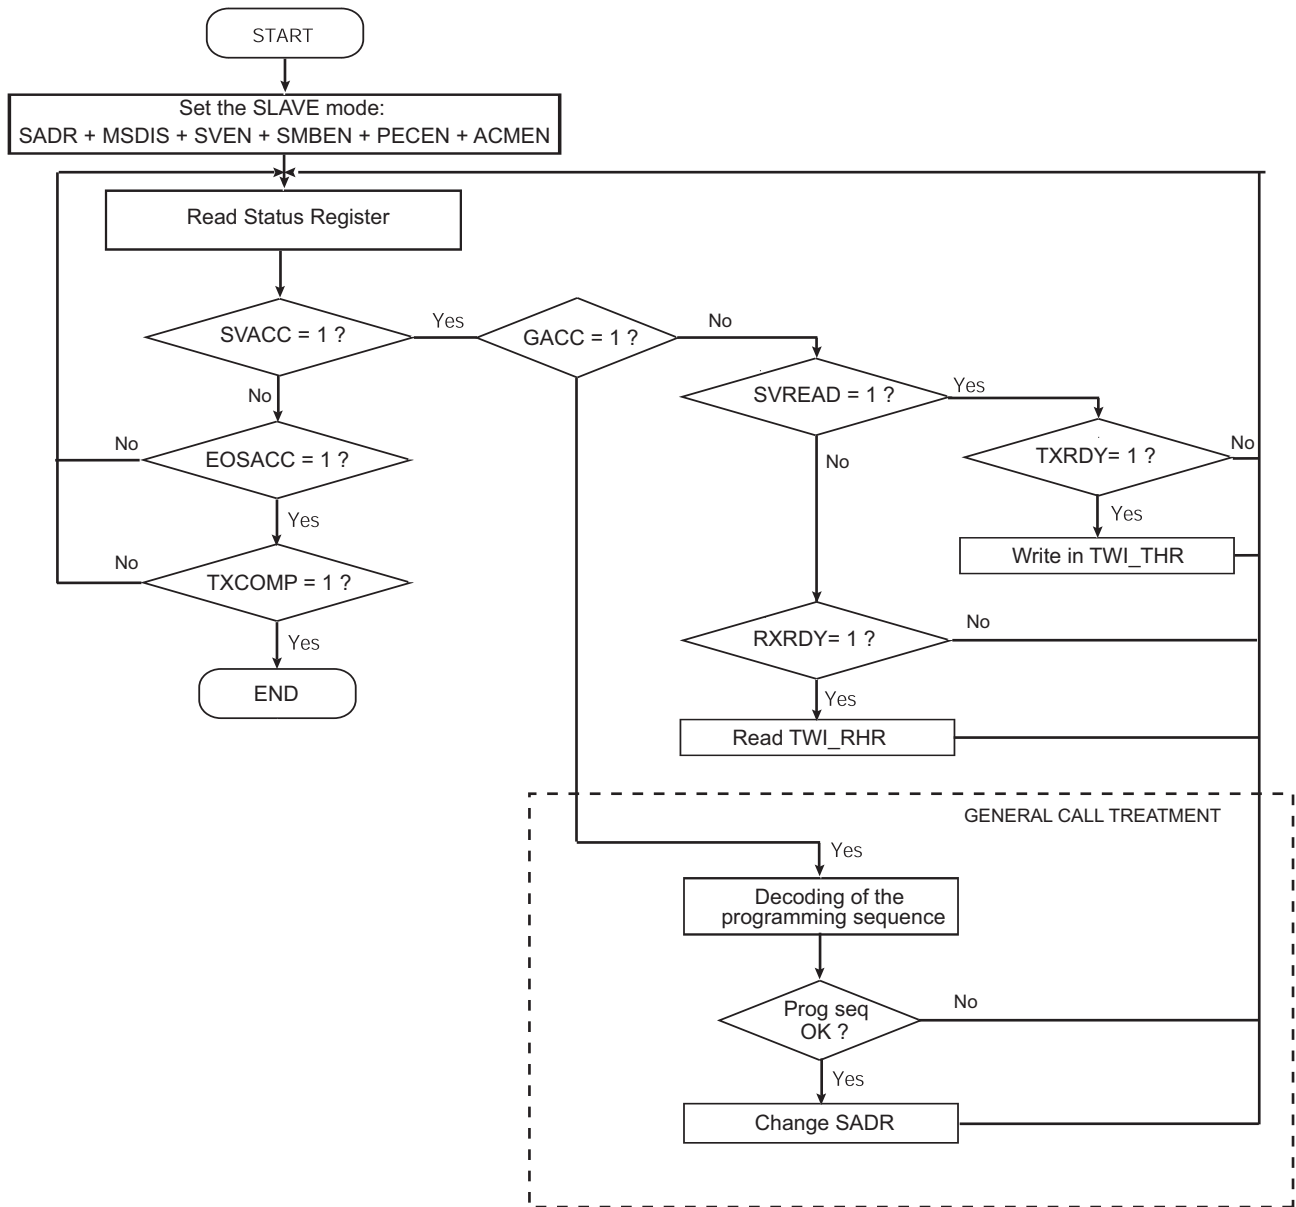 START
Set the SLAVE mode:
SADR + MSDIS + SVEN + SMBEN + PECEN + ACMEN
Read Status Register
SVACC = 1 ?
Yes
GACC = 1 ?
No
SVREAD = 1 ?
Yes
No
No
EOSACC = 1 ?
No
TXRDY= 1 ?
No
Yes
Yes
Write in TWI_THR
No
TXCOMP = 1 ?
Yes
END
RXRDY= 1 ?
No
Yes
Read TWI_RHR
GENERAL CALL TREATMENT
Yes
Decoding of the
programming sequence
Prog seq
OK ?
No
Yes
Change SADR